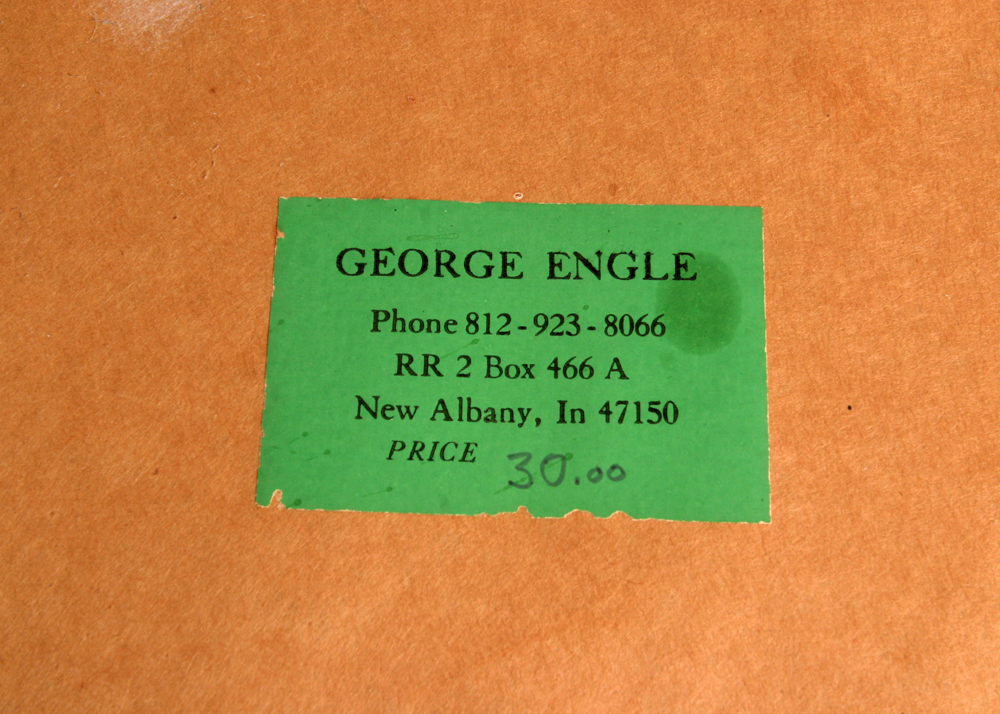 GEORGE ENGLE
Phone 812-923-8066
RR 2 Box 466 A
New Albany, In 47150
PRICE 30.00